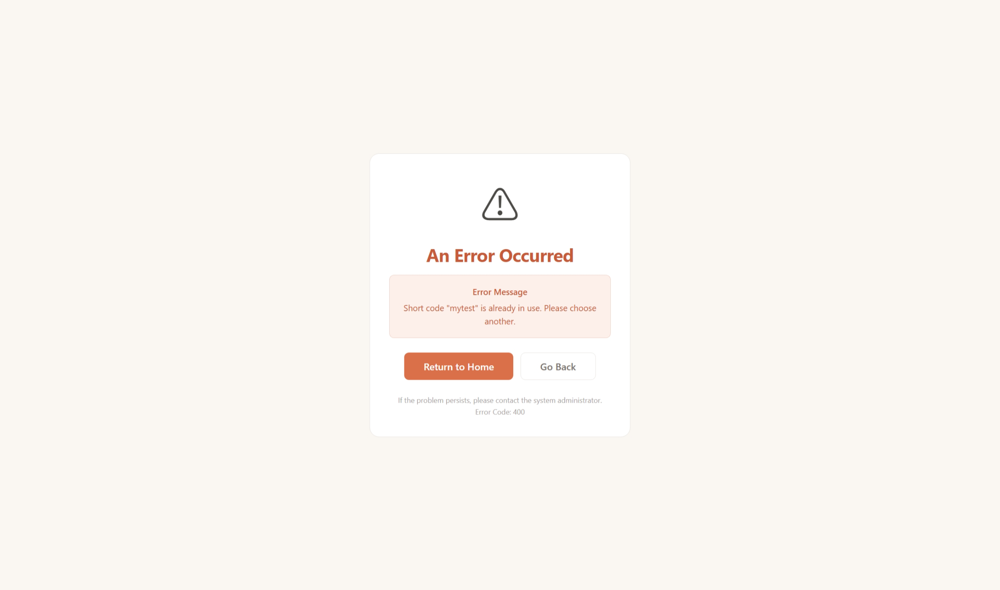 An Error Occurred
Error Message
Short code "mytest" is already in use. Please choose
another.
Return to Home
Go Back
If the problem persists, please contact the system administrator.
Error Code: 400